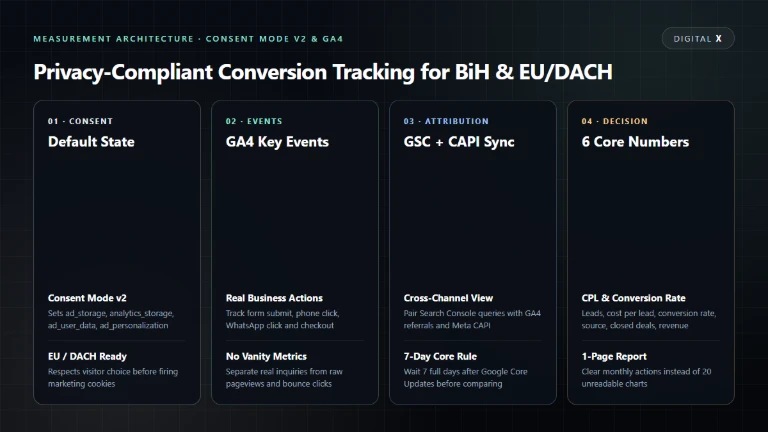 MEASUREMENT ARCHITECTURE · CONSENT MODE V2 & GA4
DIGITAL X
Privacy-Compliant Conversion Tracking for BiH & EU/DACH
01 · CONSENT
Default State
Consent Mode v2
Sets ad_storage, analytics_storage,
ad_user_data, ad_personalization
EU / DACH Ready
Respects visitor choice before firing
marketing cookies
02 · EVENTS
GA4 Key Events
Real Business Actions
Track form submit, phone click,
WhatsApp click and checkout
No Vanity Metrics
Separate real inquiries from raw
pageviews and bounce clicks
03 · ATTRIBUTION
GSC + CAPI Sync
Cross-Channel View
Pair Search Console queries with GA4
referrals and Meta CAPI
7-Day Core Rule
Wait 7 full days after Google Core
Updates before comparing
04 · DECISION
6 Core Numbers
CPL & Conversion Rate
Leads, cost per lead, conversion rate,
source, closed deals, revenue
1-Page Report
Clear monthly actions instead of 20
unreadable charts